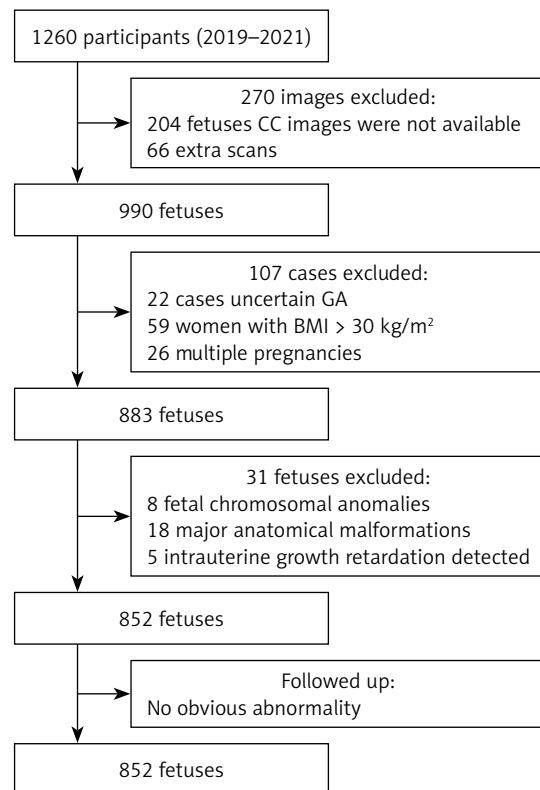 1260 participants (2019–2021)
270 images excluded:
204 fetuses CC images were not available
66 extra scans
990 fetuses
107 cases excluded:
22 cases uncertain GA
59 women with BMI > 30 kg/m²
26 multiple pregnancies
883 fetuses
31 fetuses excluded:
8 fetal chromosomal anomalies
18 major anatomical malformations
5 intrauterine growth retardation detected
852 fetuses
Followed up:
No obvious abnormality
852 fetuses